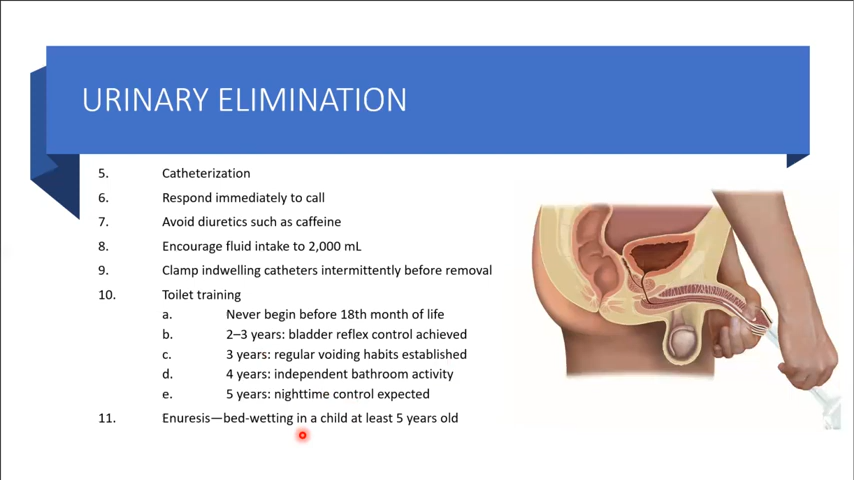 URINARY ELIMINATION
5. Catheterization
6. Respond immediately to call
7. Avoid diuretics such as caffeine
8. Encourage fluid intake to 2,000 mL
9. Clamp indwelling catheters intermittently before removal
10. Toilet training
a. Never begin before 18th month of life
b. 2–3 years: bladder reflex control achieved
c. 3 years: regular voiding habits established
d. 4 years: independent bathroom activity
e. 5 years: nighttime control expected
11. Enuresis—bed-wetting in a child at least 5 years old